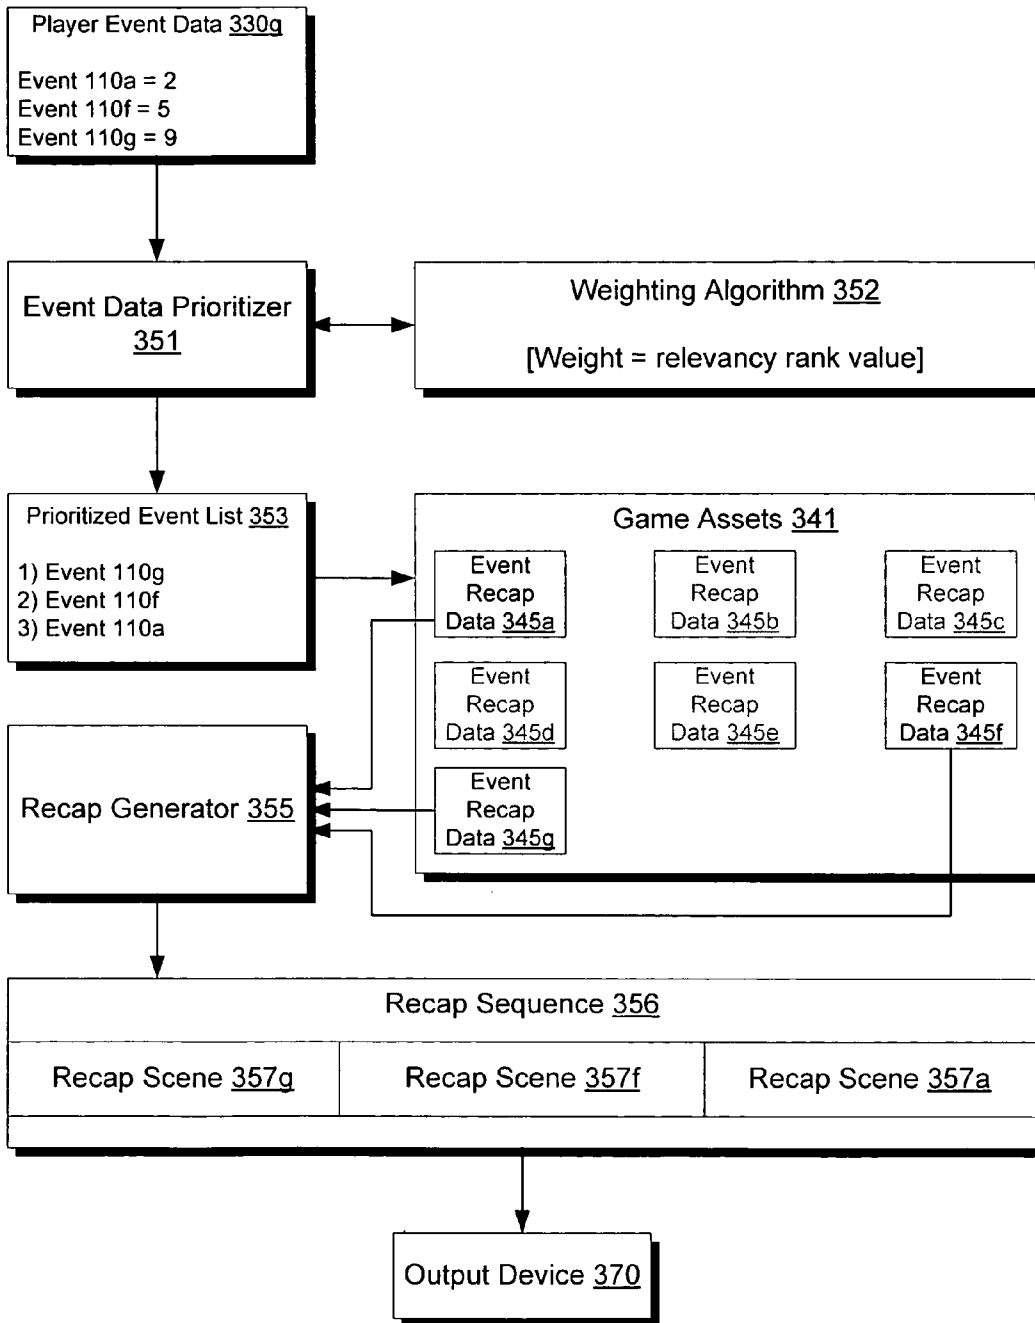 Player Event Data 330g
Event 110a = 2
Event 110f = 5
Event 110g = 9
Event Data Prioritizer
351
Weighting Algorithm 352
[Weight = relevancy rank value]
Prioritized Event List 353
1) Event 110g
2) Event 110f
3) Event 110a
Game Assets 341
Event
Recap
Data 345a
Event
Recap
Data 345b
Event
Recap
Data 345c
Event
Recap
Data 345d
Event
Recap
Data 345e
Event
Recap
Data 345f
Event
Recap
Data 345g
Recap Generator 355
Recap Sequence 356
Recap Scene 357g
Recap Scene 357f
Recap Scene 357a
Output Device 370